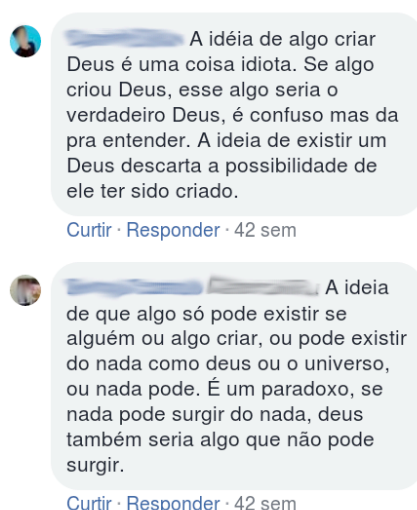 A idéia de algo criar
Deus é uma coisa idiota. Se algo
criou Deus, esse algo seria o
verdadeiro Deus, é confuso mas da
pra entender. A ideia de existir um
Deus descarta a possibilidade de
ele ter sido criado.
Curtir · Responder · 42 sem
A ideia
de que algo só pode existir se
alguém ou algo criar, ou pode existir
do nada como deus ou o universo,
ou nada pode. É um paradoxo, se
nada pode surgir do nada, deus
também seria algo que não pode
surgir.
Curtir · Responder · 42 sem